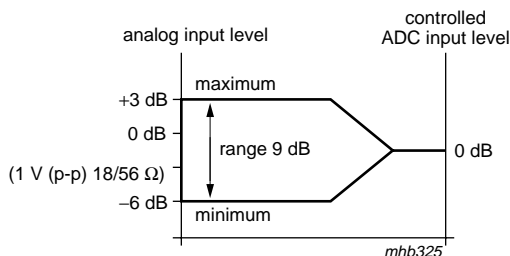 controlled
analog input level
ADC input level
maximum
+3 dB
0 dB
range 9 dB
0 dB
(1 V (p-p) 18/56 Ω)
−6 dB
minimum
mhb325